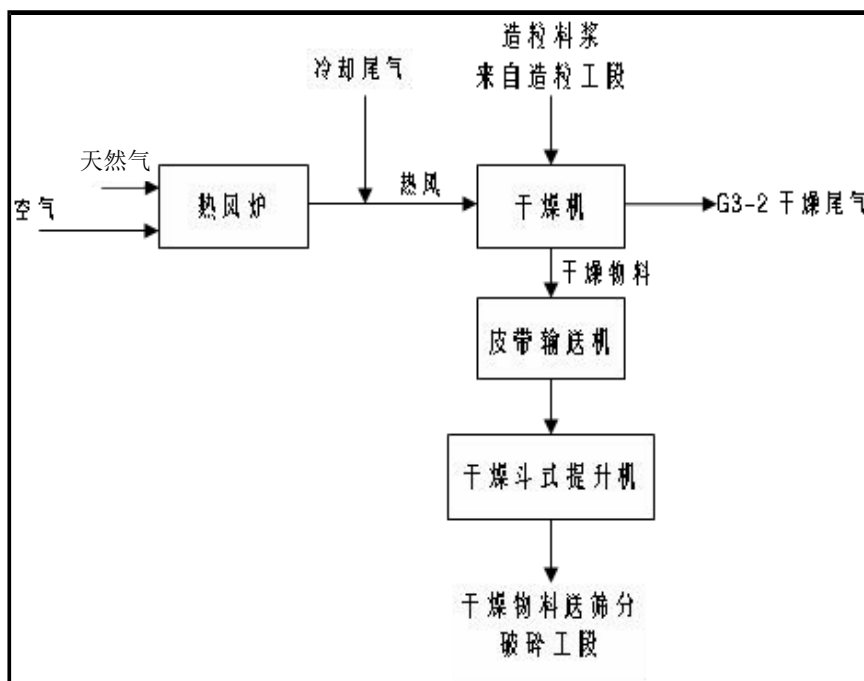 造粒料浆
来自造粒工段
冷却尾气
天然气
空气
热风炉
热风
干燥机
G3-2 干燥尾气
干燥物料
皮带输送机
干燥斗式提升机
干燥物料送筛分
破碎工段